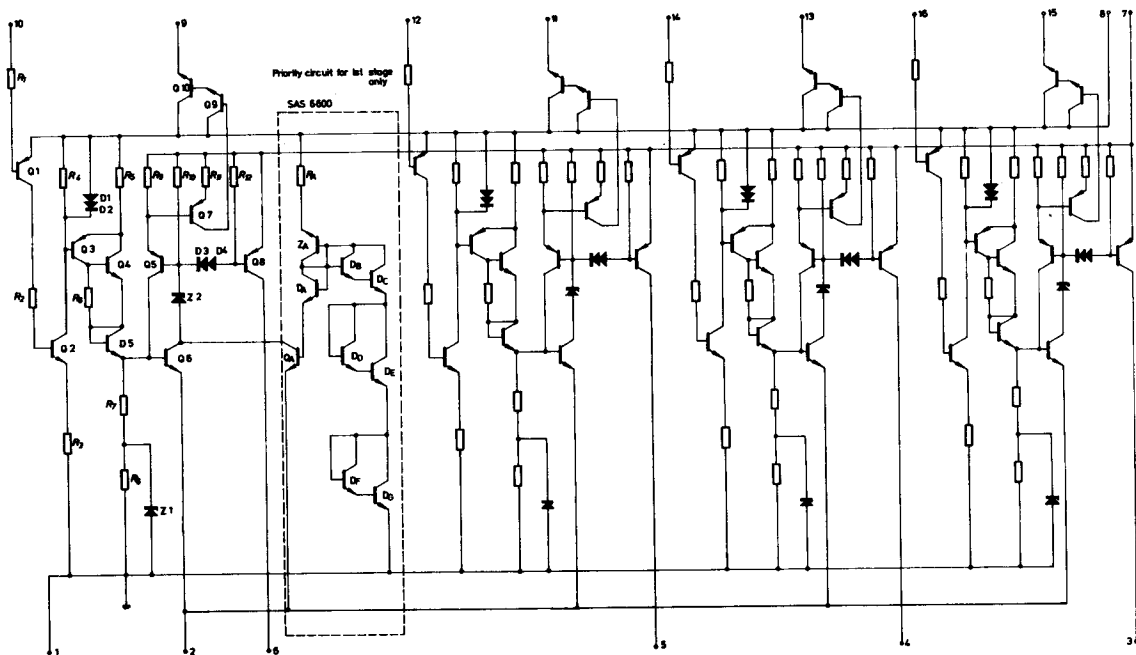 10
9
12
11
14
13
16
15
8
7
Priority circuit for 1st stage
only
SAS 6600
R1
Q10
Q9
Q1
R4
D1
D2
R5
R9
R10
R11
R12
RA
Q7
Q3
Q4
Q5
D3 D4
Q8
ZA
DB
DC
DA
R2
R6
Z2
Q2
D5
Q6
QA
DD
DE
R7
R3
R8
Z1
DF
DG
1
2
6
5
4
3